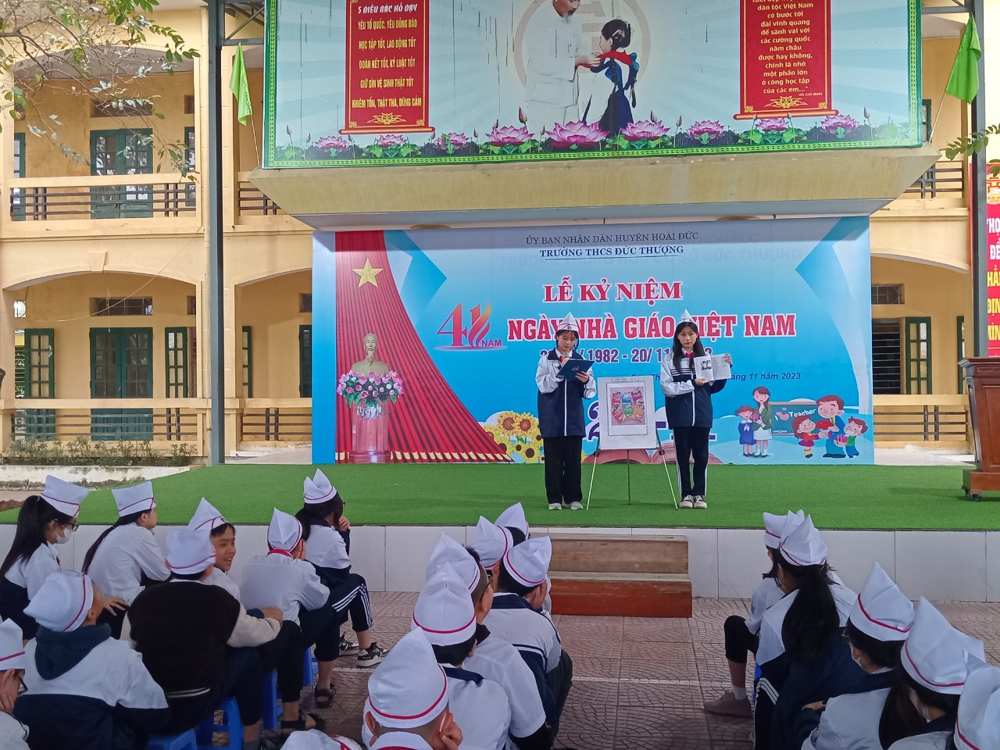 5 ĐIỀU BÁC HỒ DẠY
YÊU TỔ QUỐC, YÊU ĐỒNG BÀO
HỌC TẬP TỐT, LAO ĐỘNG TỐT
ĐOÀN KẾT TỐT, KỶ LUẬT TỐT
GIỮ GÌN VỆ SINH THẬT TỐT
KHIÊM TỐN, THẬT THÀ, DŨNG CẢM
dân tộc Việt Nam
có bước tới
đài vinh quang
để sánh vai với
các cường quốc
năm châu
được hay không,
chính là nhờ
một phần lớn
ở công học tập
của các em..."
HỒ CHÍ MINH
ỦY BAN NHÂN DÂN HUYỆN HOÀI ĐỨC
TRƯỜNG THCS ĐỨC THƯỢNG
LỄ KỶ NIỆM
41 NĂM
NGÀY NHÀ GIÁO VIỆT NAM
1982 - 20/ 11
11 năm 2023
Teacher